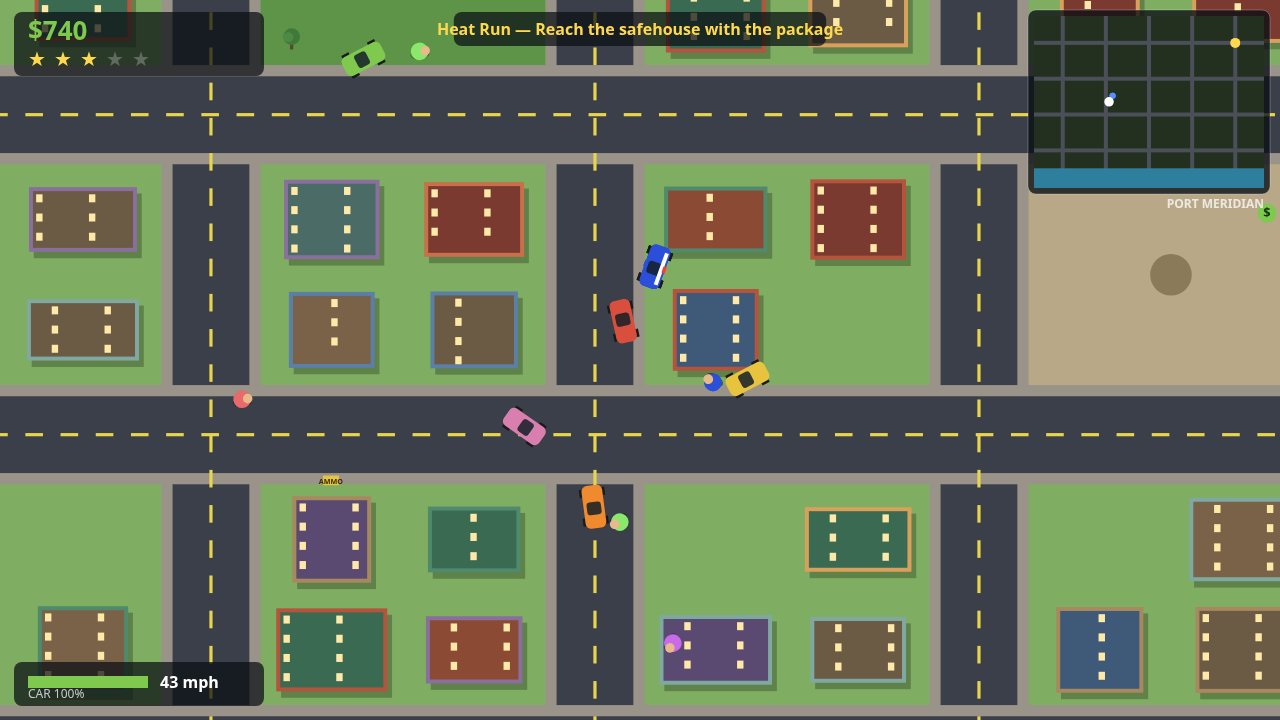 $740
Heat Run — Reach the safehouse with the package
PORT MERIDIAN
$
AMMO
43 mph
CAR 100%